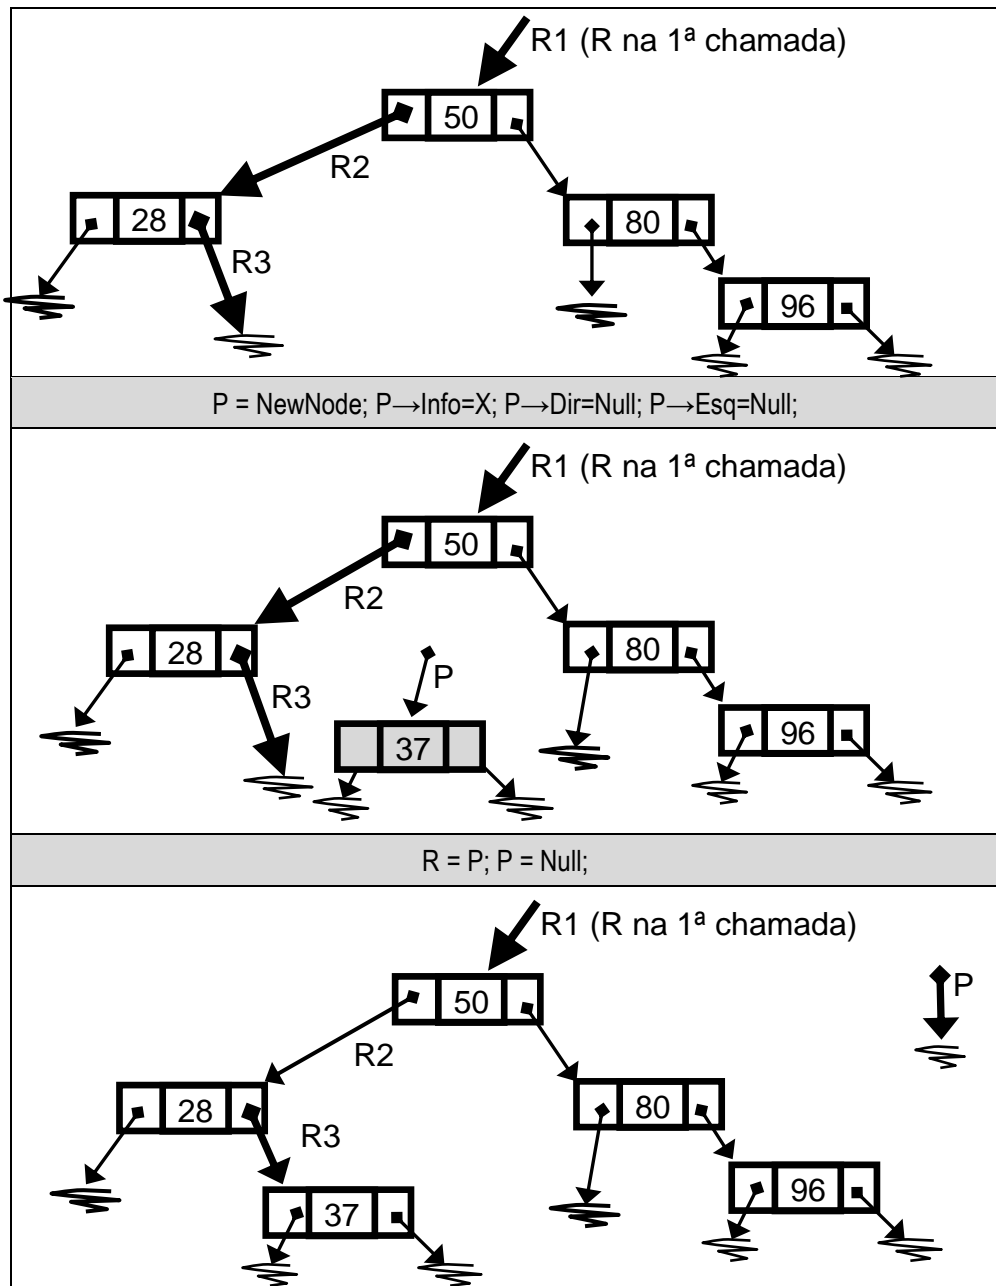 R1 (R na 1ª chamada)
50
R2
28
80
R3
96
P = NewNode; P→Info=X; P→Dir=Null; P→Esq=Null;
R1 (R na 1ª chamada)
50
R2
28
80
P
R3
37
96
R = P; P = Null;
R1 (R na 1ª chamada)
P
50
R2
28
80
R3
96
37